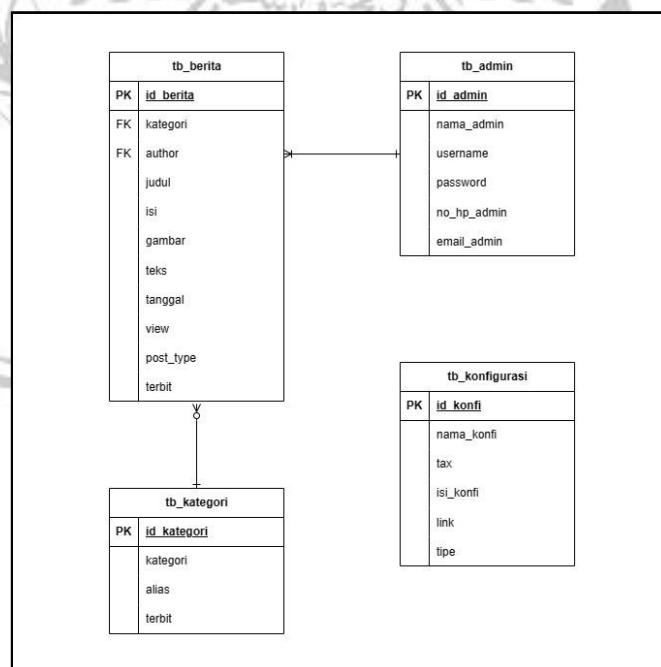 tb_berita
PK id_berita
FK kategori
FK author
judul
isi
gambar
teks
tanggal
view
post_type
terbit
tb_admin
PK id_admin
nama_admin
username
password
no_hp_admin
email_admin
tb_kategori
PK id_kategori
kategori
alias
terbit
tb_konfigurasi
PK id_konfi
nama_konfi
tax
isi_konfi
link
tipe